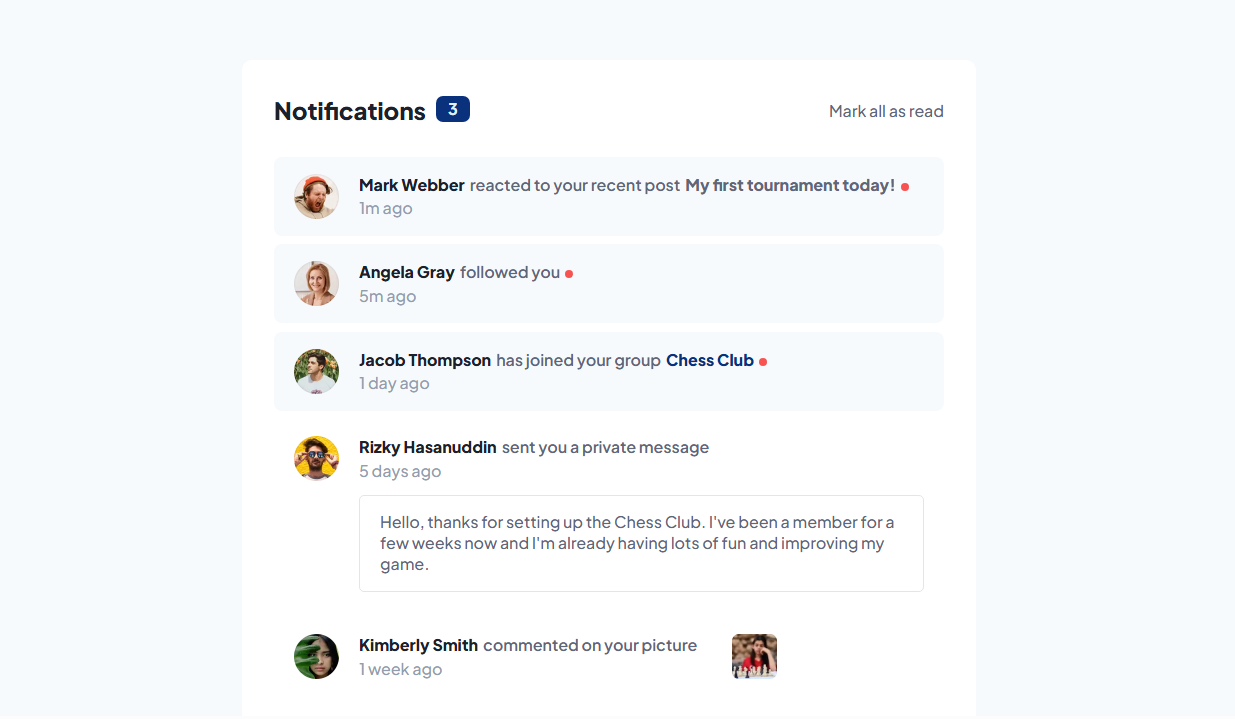 Notifications 3
Mark all as read
Mark Webber reacted to your recent post My first tournament today!
1m ago
Angela Gray followed you
5m ago
Jacob Thompson has joined your group Chess Club
1 day ago
Rizky Hasanuddin sent you a private message
5 days ago
Hello, thanks for setting up the Chess Club. I've been a member for a
few weeks now and I'm already having lots of fun and improving my
game.
Kimberly Smith commented on your picture
1 week ago